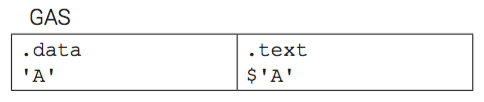 GAS
.data .text
'A' $'A'